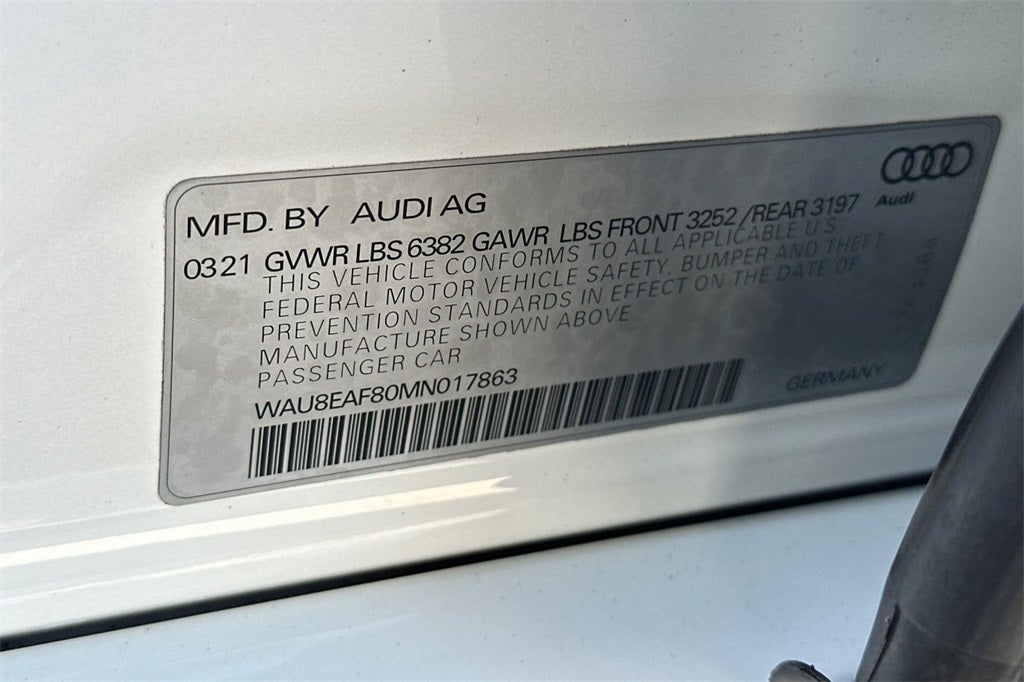 MFD. BY AUDI AG
0321 GVWR LBS 6382 GAWR LBS FRONT 3252 /REAR 3197
THIS VEHICLE CONFORMS TO ALL APPLICABLE U.S.
FEDERAL MOTOR VEHICLE SAFETY, BUMPER AND THEFT
PREVENTION STANDARDS IN EFFECT ON THE DATE OF
MANUFACTURE SHOWN ABOVE
PASSENGER CAR
WAU8EAF80MN017863
Audi
GERMANY